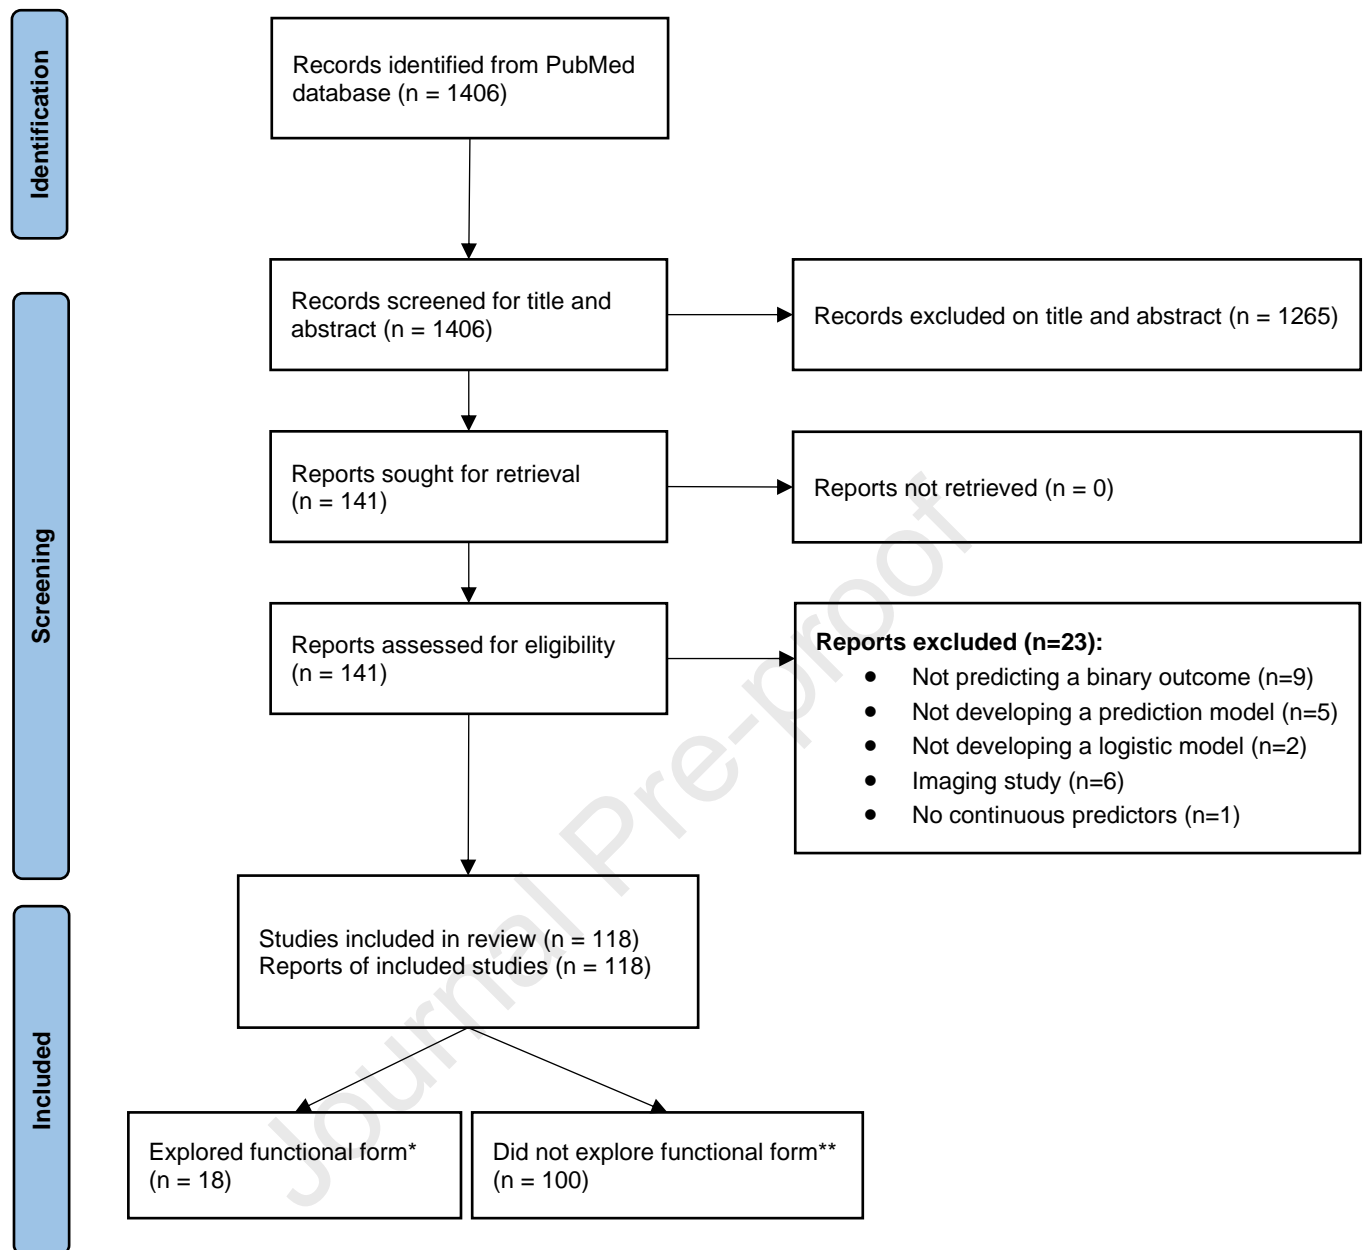 Identification
Records identified from PubMed
database (n = 1406)
Screening
Records screened for title and
abstract (n = 1406)
Records excluded on title and abstract (n = 1265)
Reports sought for retrieval
(n = 141)
Reports not retrieved (n = 0)
Reports assessed for eligibility
(n = 141)
Reports excluded (n=23):
● Not predicting a binary outcome (n=9)
● Not developing a prediction model (n=5)
● Not developing a logistic model (n=2)
● Imaging study (n=6)
● No continuous predictors (n=1)
Included
Studies included in review (n = 118)
Reports of included studies (n = 118)
Explored functional form*
(n = 18)
Did not explore functional form**
(n = 100)
Journal Pre-proof